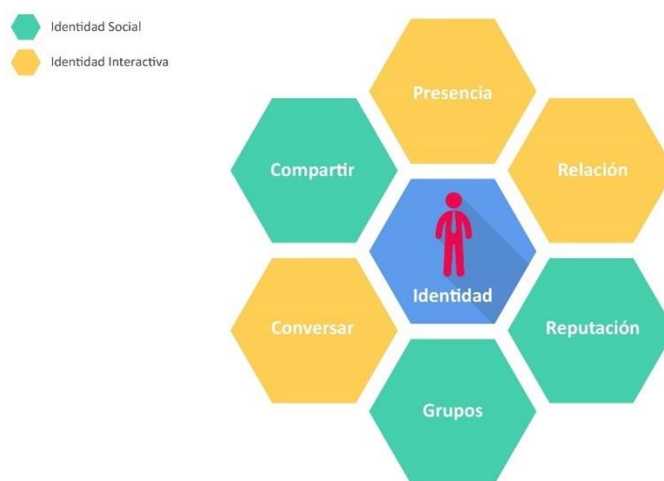 Identidad Social
Identidad Interactiva
Presencia
Compartir
Relación
Identidad
Conversar
Reputación
Grupos